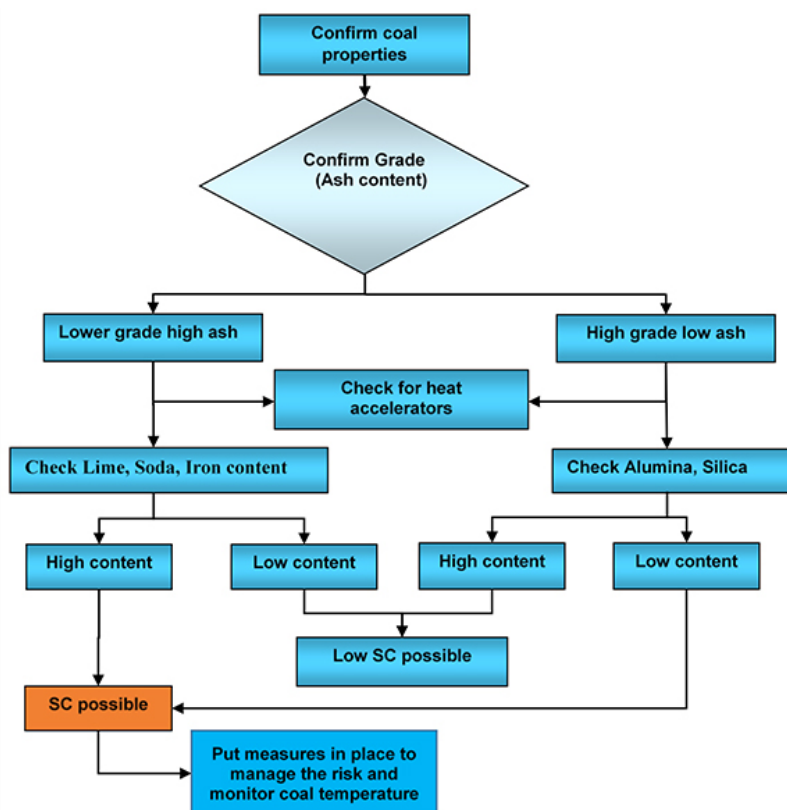 Confirm coal
properties
Confirm Grade
(Ash content)
Lower grade high ash
High grade low ash
Check for heat
accelerators
Check Lime, Soda, Iron content
Check Alumina, Silica
High content
Low content
High content
Low content
Low SC possible
SC possible
Put measures in place to
manage the risk and
monitor coal temperature